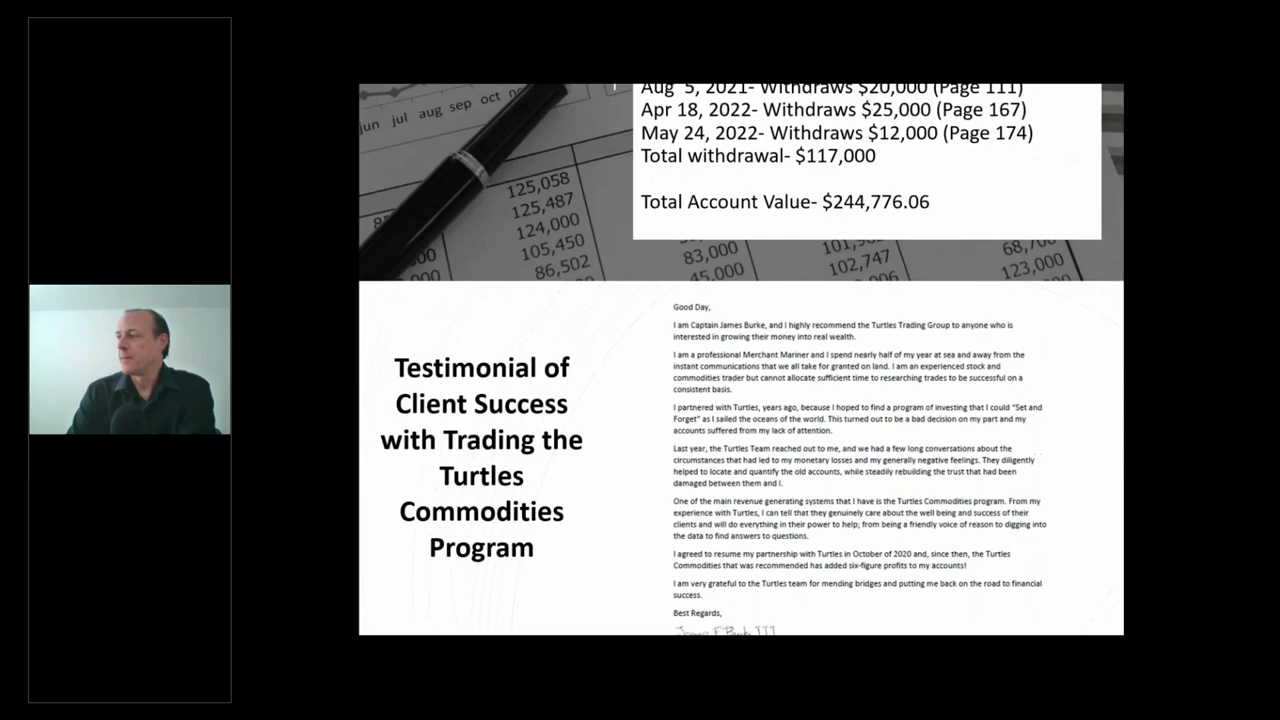 Aug 5, 2021- Withdraws $20,000 (Page 111)
Apr 18, 2022- Withdraws $25,000 (Page 167)
May 24, 2022- Withdraws $12,000 (Page 174)
Total withdrawal- $117,000
Total Account Value- $244,776.06
jun jul aug sep oct
125,058
125,487
124,000
105,450
86,502
83,000
45,000
102,747
123,000
Testimonial of
Client Success
with Trading the
Turtles
Commodities
Program
Good Day,
I am Captain James Burke, and I highly recommend the Turtles Trading Group to anyone who is
interested in growing their money into real wealth.
I am a professional Merchant Mariner and I spend nearly half of my year at sea and away from the
instant communications that we all take for granted on land. I am an experienced stock and
commodities trader but cannot allocate sufficient time to researching trades to be successful on a
consistent basis.
I partnered with Turtles, years ago, because I hoped to find a program of investing that I could “Set and
Forget” as I sailed the oceans of the world. This turned out to be a bad decision on my part and my
accounts suffered from my lack of attention.
Last year, the Turtles Team reached out to me, and we had a few long conversations about the
circumstances that had led to my monetary losses and my generally negative feelings. They diligently
helped to locate and quantify the old accounts, while steadily rebuilding the trust that had been
damaged between them and I.
One of the main revenue generating systems that I have is the Turtles Commodities program. From my
experience with Turtles, I can tell that they genuinely care about the well being and success of their
clients and will do everything in their power to help; from being a friendly voice of reason to digging into
the data to find answers to questions.
I agreed to resume my partnership with Turtles in October of 2020 and, since then, the Turtles
Commodities that was recommended has added six-figure profits to my accounts!
I am very grateful to the Turtles team for mending bridges and putting me back on the road to financial
success.
Best Regards,